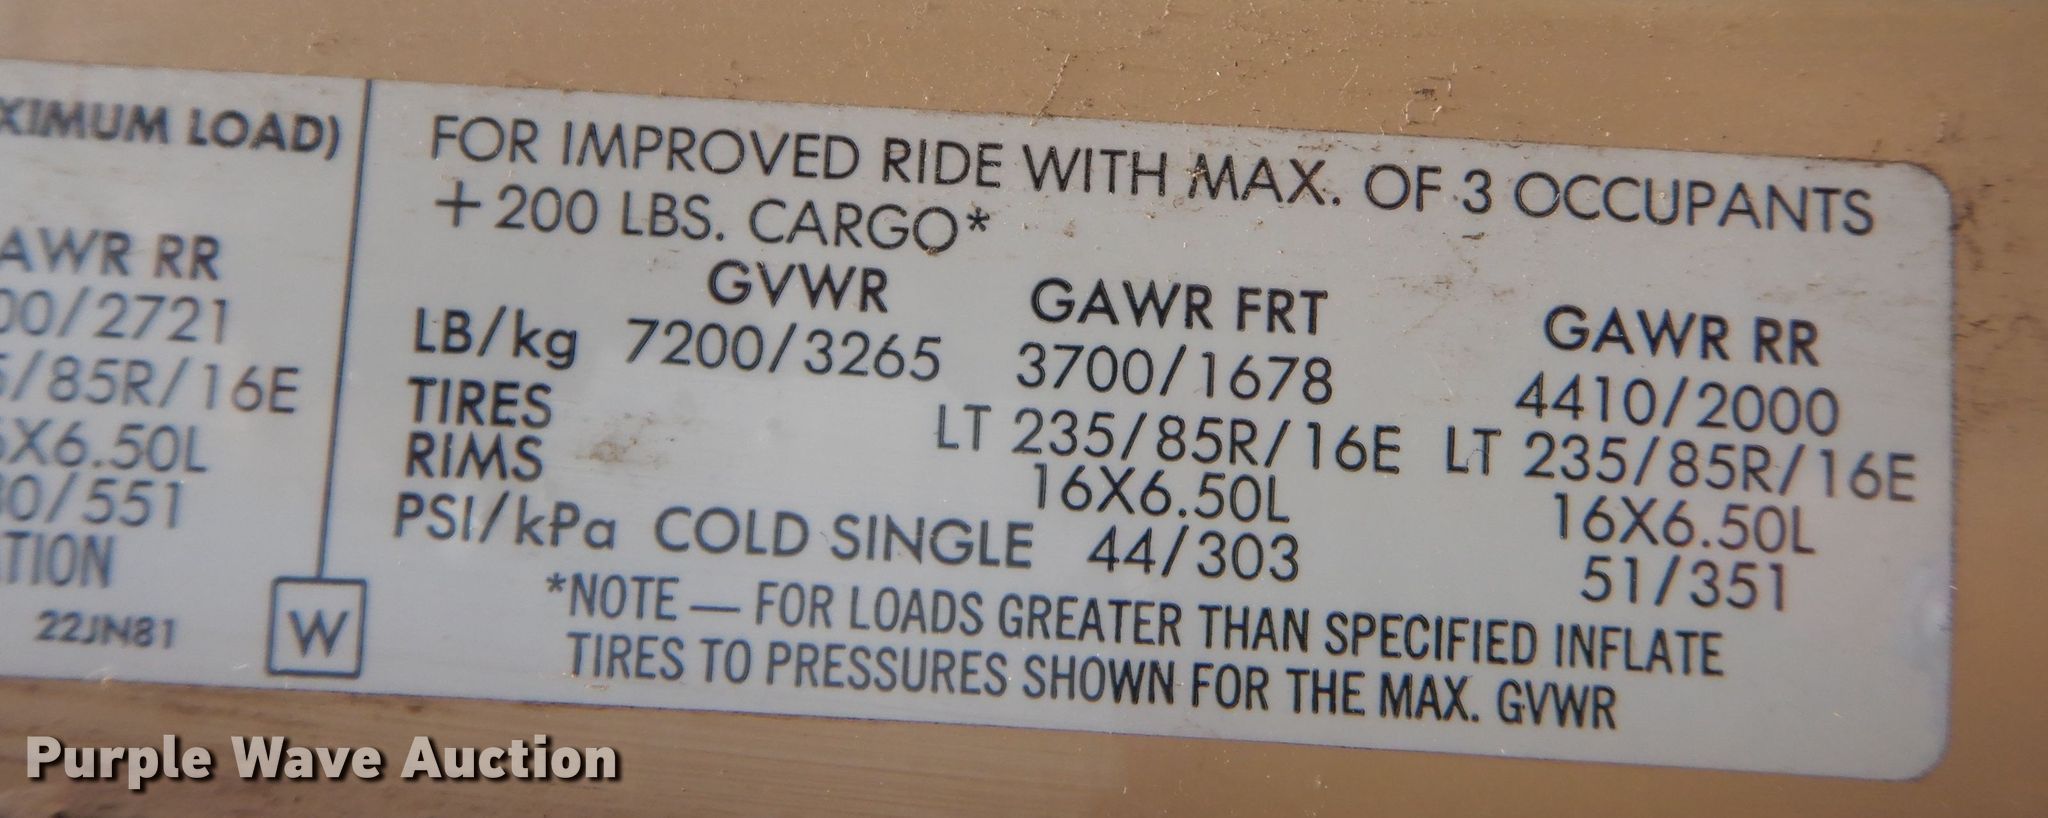 XIMUM LOAD)
AWR RR
00/2721
5/85R/16E
6X6.50L
80/551
TION
22JN81
W
FOR IMPROVED RIDE WITH MAX. OF 3 OCCUPANTS
+200 LBS. CARGO*
GVWR GAWR FRT GAWR RR
LB/kg 7200/3265 3700/1678 4410/2000
TIRES LT 235/85R/16E LT 235/85R/16E
RIMS 16X6.50L 16X6.50L
PSI/kPa COLD SINGLE 44/303 51/351
*NOTE — FOR LOADS GREATER THAN SPECIFIED INFLATE
TIRES TO PRESSURES SHOWN FOR THE MAX. GVWR
Purple Wave Auction